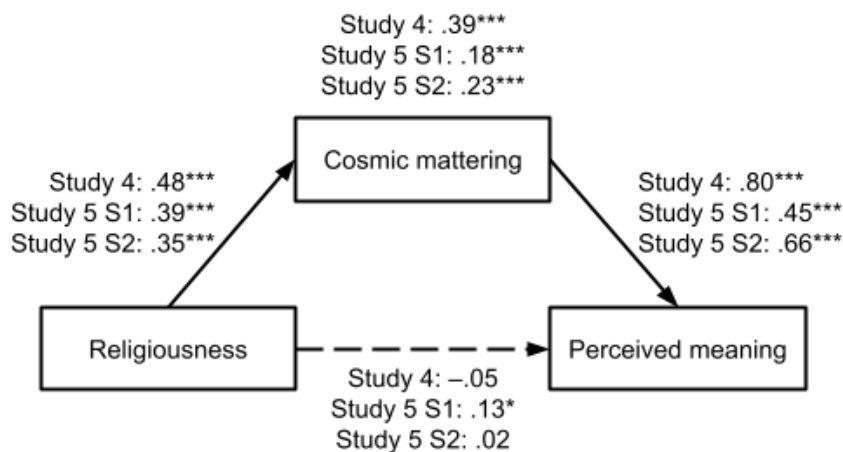 Study 4: .39***
Study 5 S1: .18***
Study 5 S2: .23***
Cosmic mattering
Study 4: .48***
Study 5 S1: .39***
Study 5 S2: .35***
Study 4: .80***
Study 5 S1: .45***
Study 5 S2: .66***
Religiousness
Perceived meaning
Study 4: –.05
Study 5 S1: .13*
Study 5 S2: .02